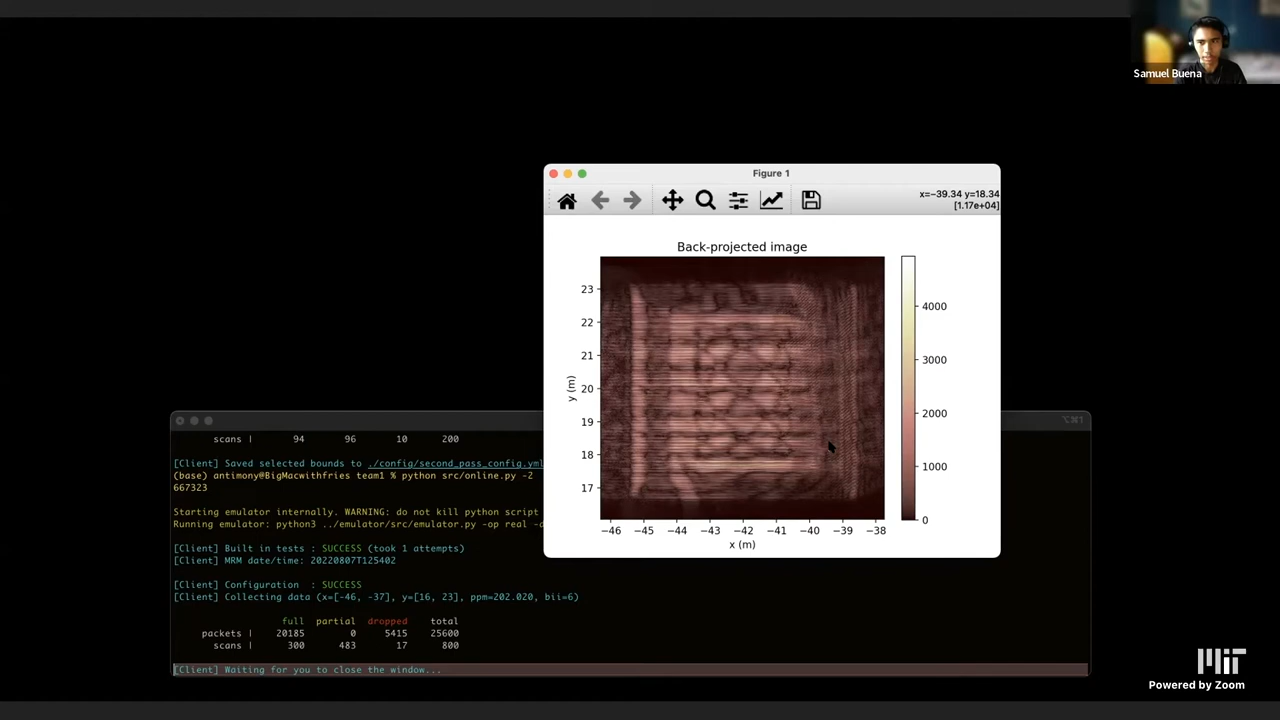 Samuel Buena
Figure 1
x=−39.34 y=18.34
[1.17e+04]
Back-projected image
23
22
21
20
19
18
17
y (m)
−46 −45 −44 −43 −42 −41 −40 −39 −38
x (m)
4000
3000
2000
1000
0
⌥⌘1
scans | 94 96 10 200
[Client] Saved selected bounds to ./config/second_pass_config.yml
(base) antimony@BigMacwithfries team1 % python src/online.py -2
667323
Starting emulator internally. WARNING: do not kill python script
Running emulator: python3 ../emulator/src/emulator.py -op real -d
[Client] Built in tests : SUCCESS (took 1 attempts)
[Client] MRM date/time: 20220807T125402
[Client] Configuration : SUCCESS
[Client] Collecting data (x=[-46, -37], y=[16, 23], ppm=202.020, bii=6)
full partial dropped total
packets | 20185 0 5415 25600
scans | 300 483 17 800
[Client] Waiting for you to close the window...
MIT
Powered by Zoom